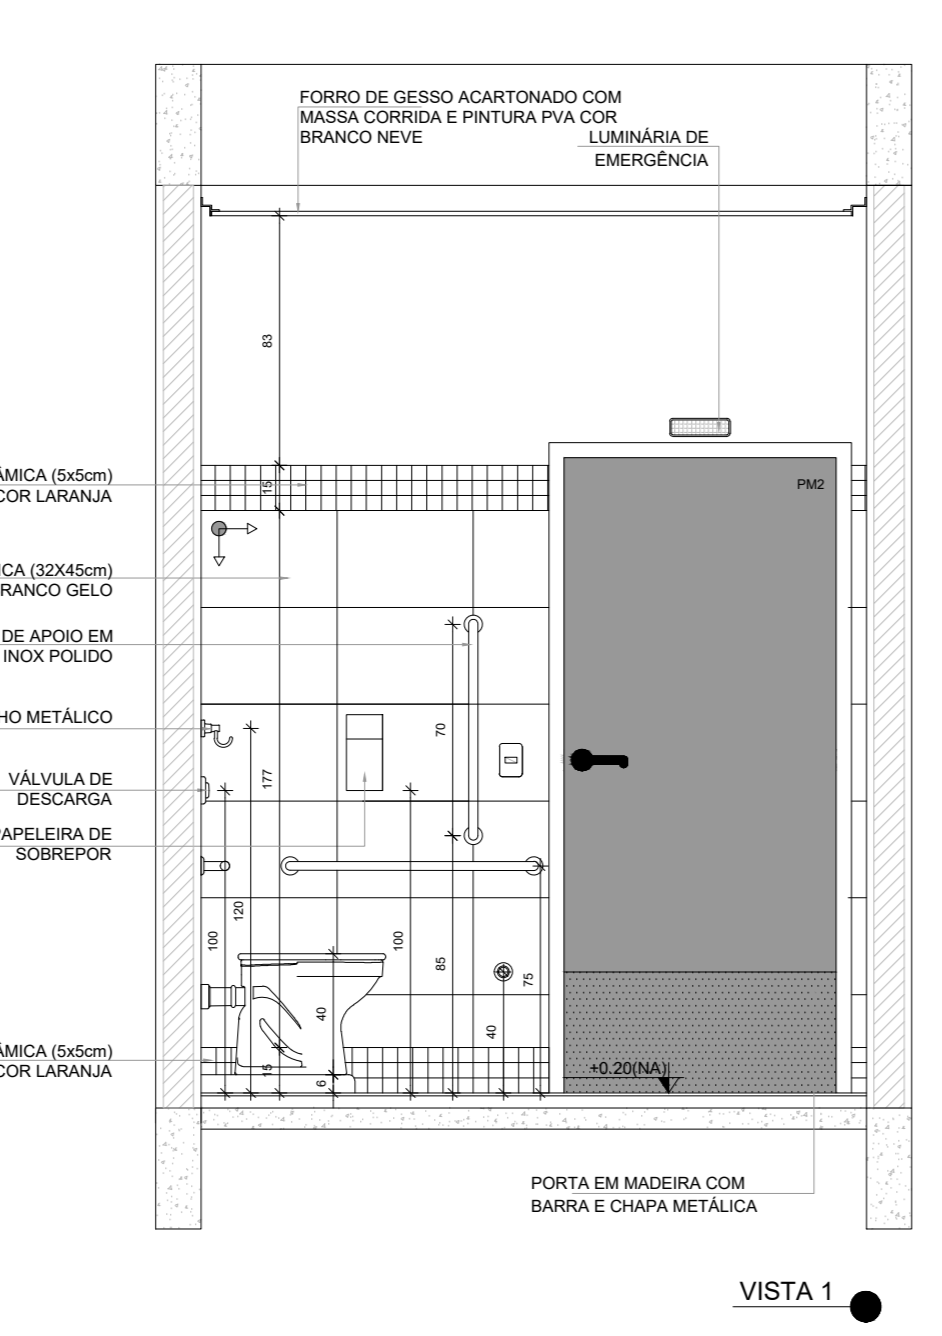 FORRO DE GESSO ACARTONADO COM
MASSA CORRIDA E PINTURA PVA COR
BRANCO NEVE
LUMINÁRIA DE
EMERGÊNCIA
83
ÂMICA (5x5cm)
COR LARANJA
15
PM2
ICA (32X45cm)
RANCO GELO
DE APOIO EM
INOX POLIDO
HO METÁLICO
70
177
VÁLVULA DE
DESCARGA
PAPELEIRA DE
SOBREPOR
120
100
100
85
75
40
40
ÂMICA (5x5cm)
COR LARANJA
15
6
+0.20(NA)
PORTA EM MADEIRA COM
BARRA E CHAPA METÁLICA
VISTA 1